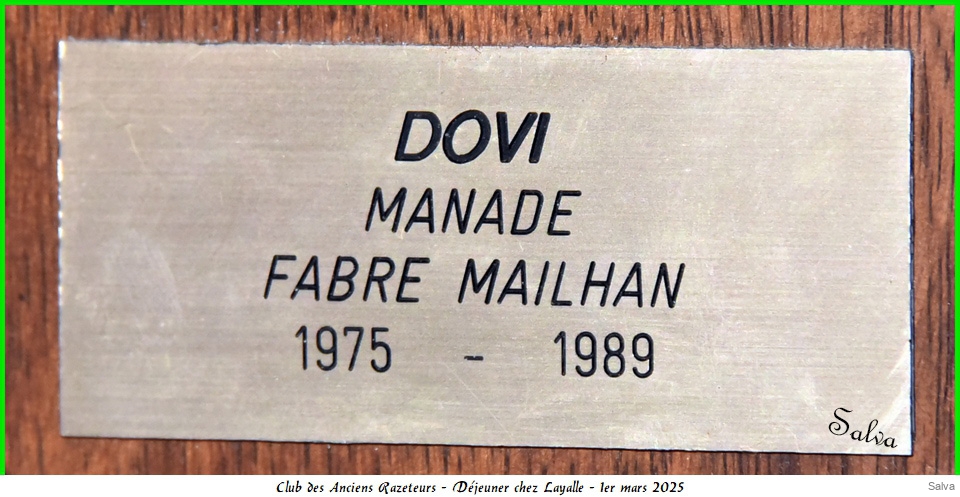 DOVI
MANADE
FABRE MAILHAN
1975 - 1989
Salva
Club des Anciens Razeteurs - Déjeuner chez Layalle - 1er mars 2025
Salva